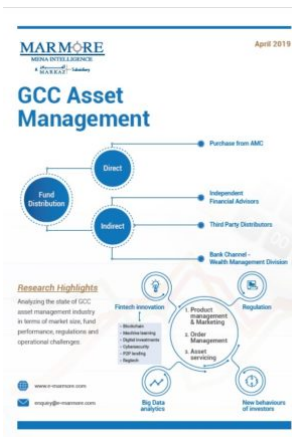 MARMORE
MENA INTELLIGENCE
A MARKAZ Subsidiary
April 2019
GCC Asset
Management
Fund
Distribution
Direct
Purchase from AMC
Indirect
Independent
Financial Advisors
Third Party Distributors
Bank Channel -
Wealth Management Division
Research Highlights
Analyzing the state of GCC
asset management industry
in terms of market size, fund
performance, regulations and
operational challenges
Fintech innovation
- Blockchain
- Machine learning
- Digital investments
- Cybersecurity
- P2P lending
- Regtech
1. Product
management
& Marketing
2. Order
Management
3. Asset
servicing
Regulation
Big Data
analytics
New behaviours
of investors
www.e-marmore.com
enquiry@e-marmore.com